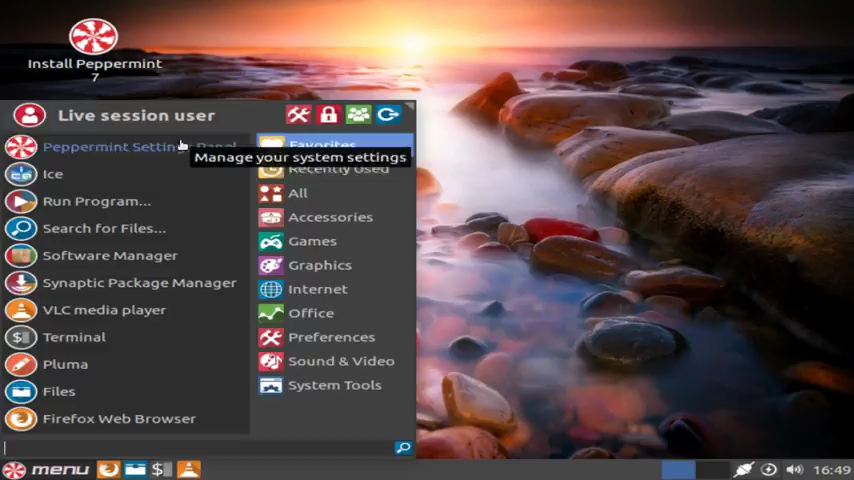 Install Peppermint
7
Live session user
Peppermint Settings Panel
Manage your system settings
Ice
Run Program...
Search for Files...
Software Manager
Synaptic Package Manager
VLC media player
Terminal
Pluma
Files
Firefox Web Browser
Favorites
Recently Used
All
Accessories
Games
Graphics
Internet
Office
Preferences
Sound & Video
System Tools
menu
$
16:49